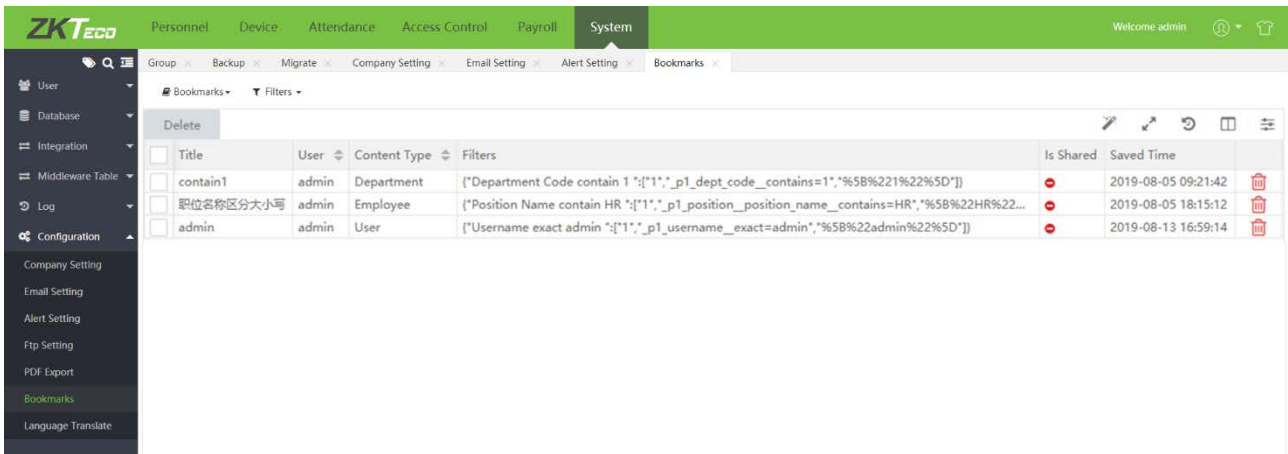 ZKTeco Personnel Device Attendance Access Control Payroll System Welcome admin
Group Backup Migrate Company Setting Email Setting Alert Setting Bookmarks
User
Bookmarks Filters
Database
Delete
Integration
Title User Content Type Filters Is Shared Saved Time
Middleware Table
contain1 admin Department {"Department Code contain 1 ":["1","_p1_dept_code__contains=1","%5B%221%22%5D"]} 2019-08-05 09:21:42
Log
职位名称区分大小写 admin Employee {"Position Name contain HR ":["1","_p1_position__position_name__contains=HR","%5B%22HR%22... 2019-08-05 18:15:12
admin admin User {"Username exact admin ":["1","_p1_username__exact=admin","%5B%22admin%22%5D"]} 2019-08-13 16:59:14
Configuration
Company Setting
Email Setting
Alert Setting
Ftp Setting
PDF Export
Bookmarks
Language Translate